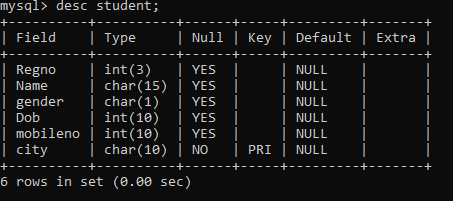 mysql> desc student;
+----------+----------+------+-----+---------+-------+
| Field    | Type     | Null | Key | Default | Extra |
+----------+----------+------+-----+---------+-------+
| Regno    | int(3)   | YES  |     | NULL    |       |
| Name     | char(15) | YES  |     | NULL    |       |
| gender   | char(1)  | YES  |     | NULL    |       |
| Dob      | int(10)  | YES  |     | NULL    |       |
| mobileno | int(10)  | YES  |     | NULL    |       |
| city     | char(10) | NO   | PRI | NULL    |       |
+----------+----------+------+-----+---------+-------+
6 rows in set (0.00 sec)